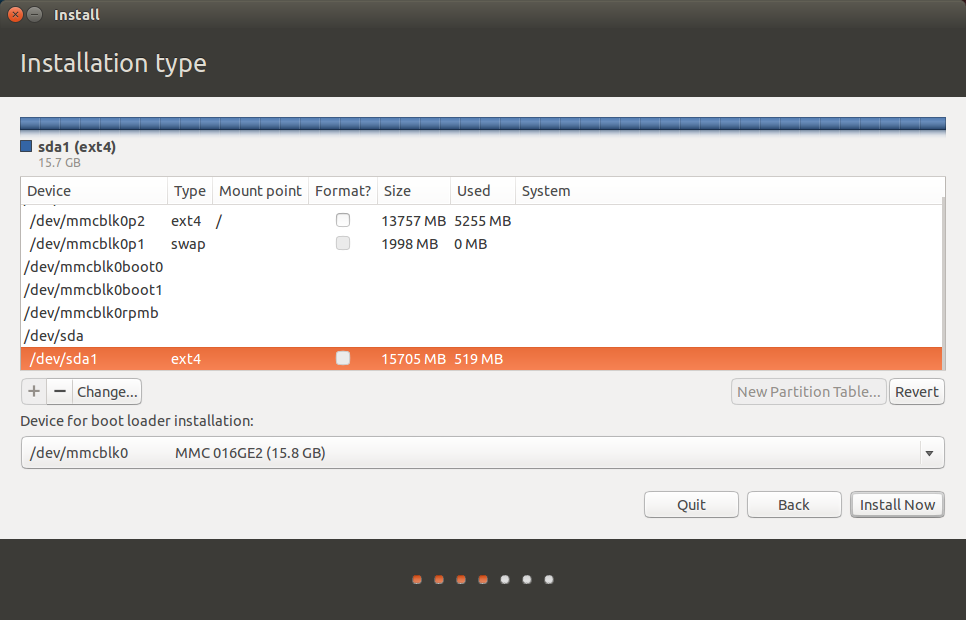 Install
Installation type
sda1 (ext4)
15.7 GB
Device Type Mount point Format? Size Used System
/dev/mmcblk0p2 ext4 / 13757 MB 5255 MB
/dev/mmcblk0p1 swap 1998 MB 0 MB
/dev/mmcblk0boot0
/dev/mmcblk0boot1
/dev/mmcblk0rpmb
/dev/sda
/dev/sda1 ext4 15705 MB 519 MB
+ − Change... New Partition Table... Revert
Device for boot loader installation:
/dev/mmcblk0 MMC 016GE2 (15.8 GB)
Quit Back Install Now